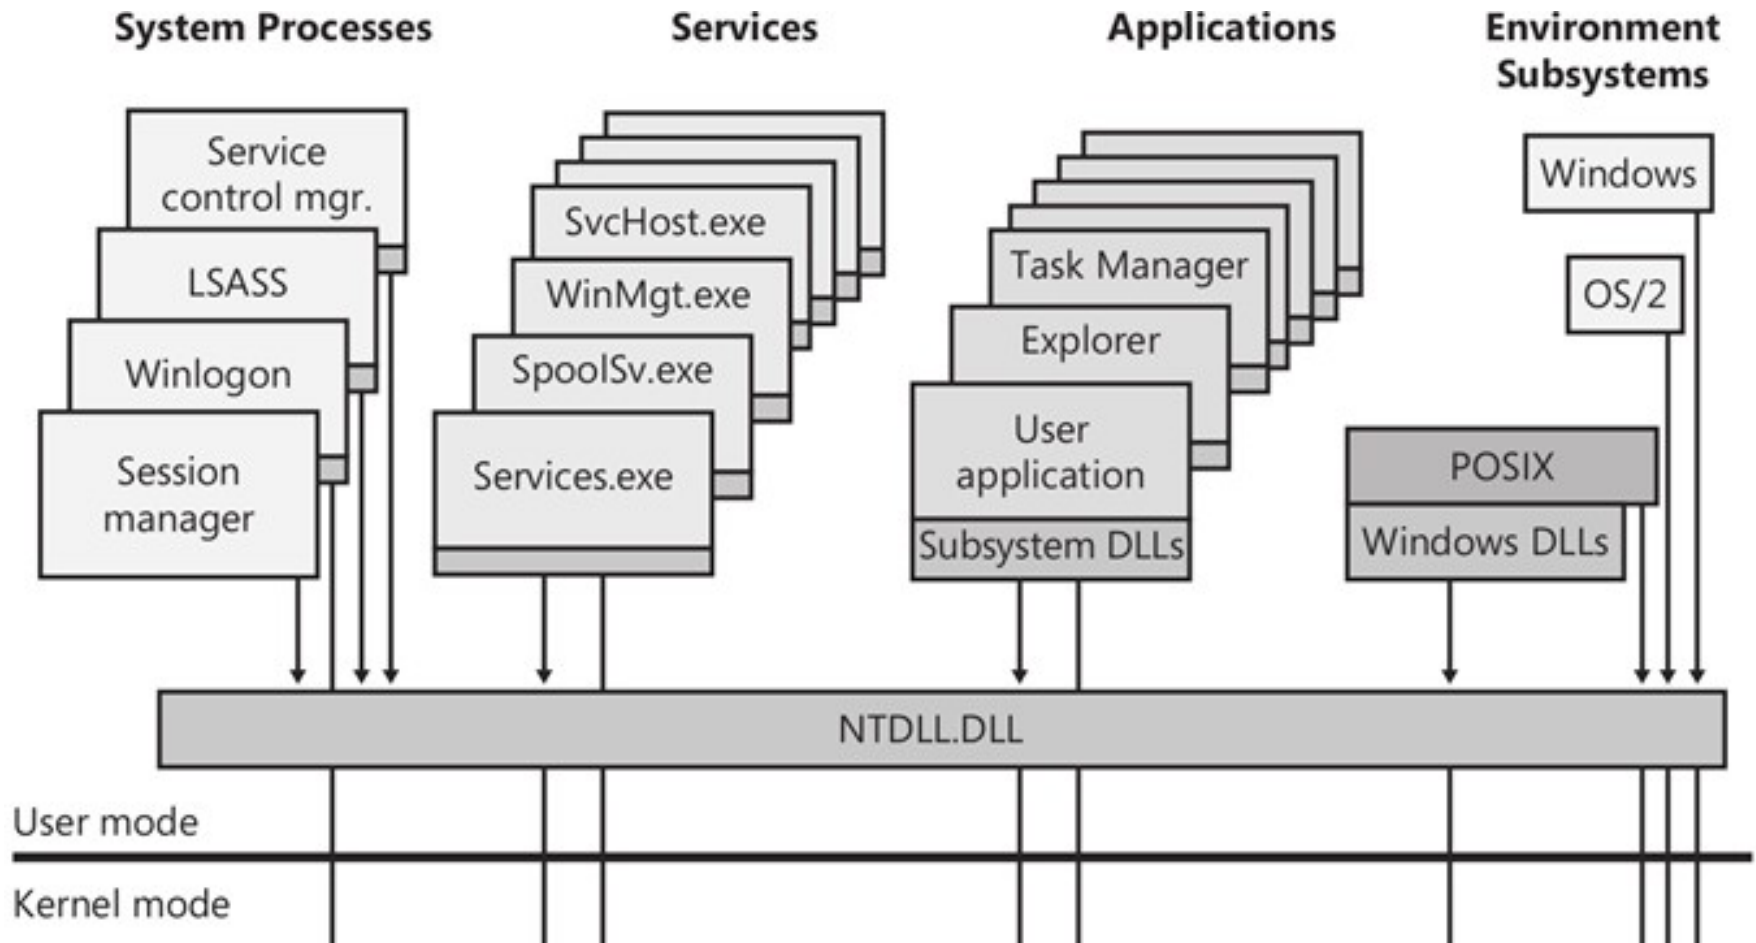 System Processes
Services
Applications
Environment
Subsystems
Service
control mgr.
LSASS
Winlogon
Session
manager
SvcHost.exe
WinMgt.exe
SpoolSv.exe
Services.exe
Task Manager
Explorer
User
application
Subsystem DLLs
Windows
OS/2
POSIX
Windows DLLs
NTDLL.DLL
User mode
Kernel mode